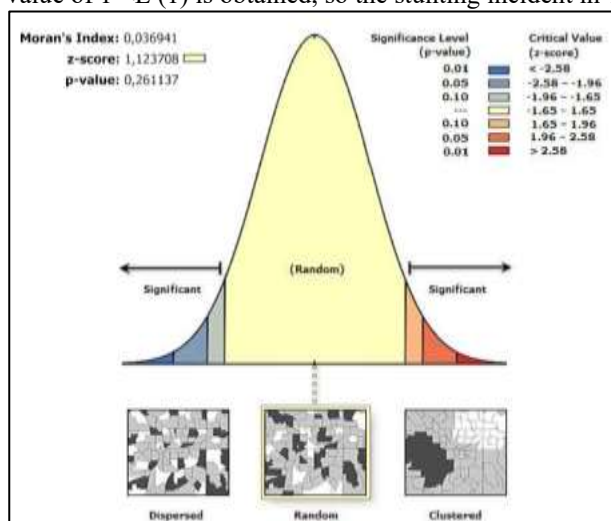 value of I E (I) is obtained, so the stunting incident in
Moran's Index: 0,036941
z-score: 1,123708
p-value: 0,261137
Significance Level
(p-value)
Critical Value
(z-score)
0.01 < -2.58
0.05 -2.58 - -1.96
0.10 -1.96 - -1.65
--- -1.65 - 1.65
0.10 1.65 - 1.96
0.05 1.96 - 2.58
0.01 > 2.58
(Random)
Significant
Significant
Dispersed
Random
Clustered